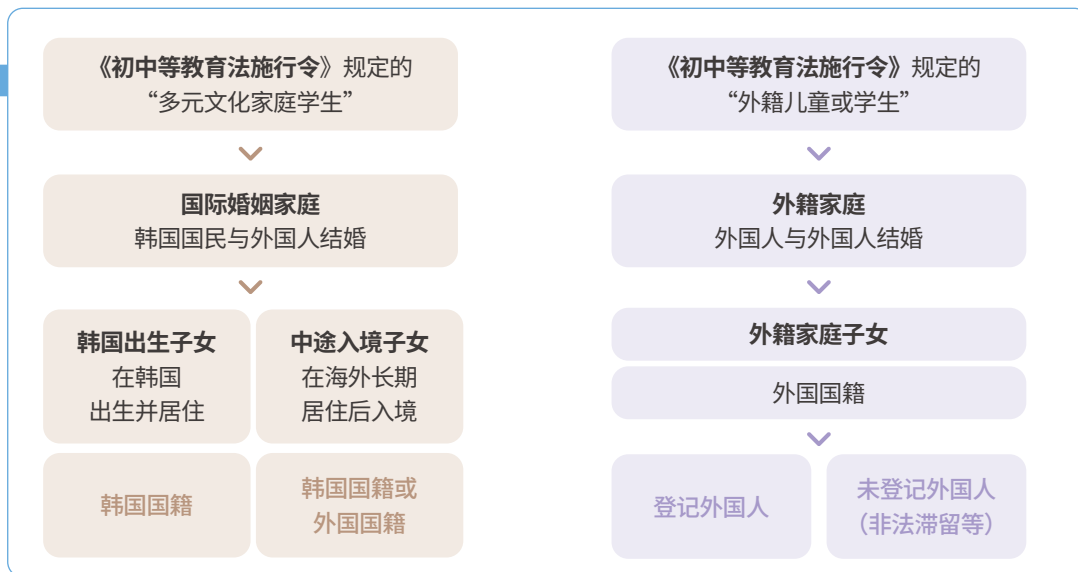 《初中等教育法施行令》规定的
“多元文化家庭学生”
国际婚姻家庭
韩国国民与外国人结婚
韩国出生子女
在韩国
出生并居住
中途入境子女
在海外长期
居住后入境
韩国国籍
韩国国籍或
外国国籍
《初中等教育法施行令》规定的
“外籍儿童或学生”
外籍家庭
外国人与外国人结婚
外籍家庭子女
外国国籍
登记外国人
未登记外国人
（非法滞留等）